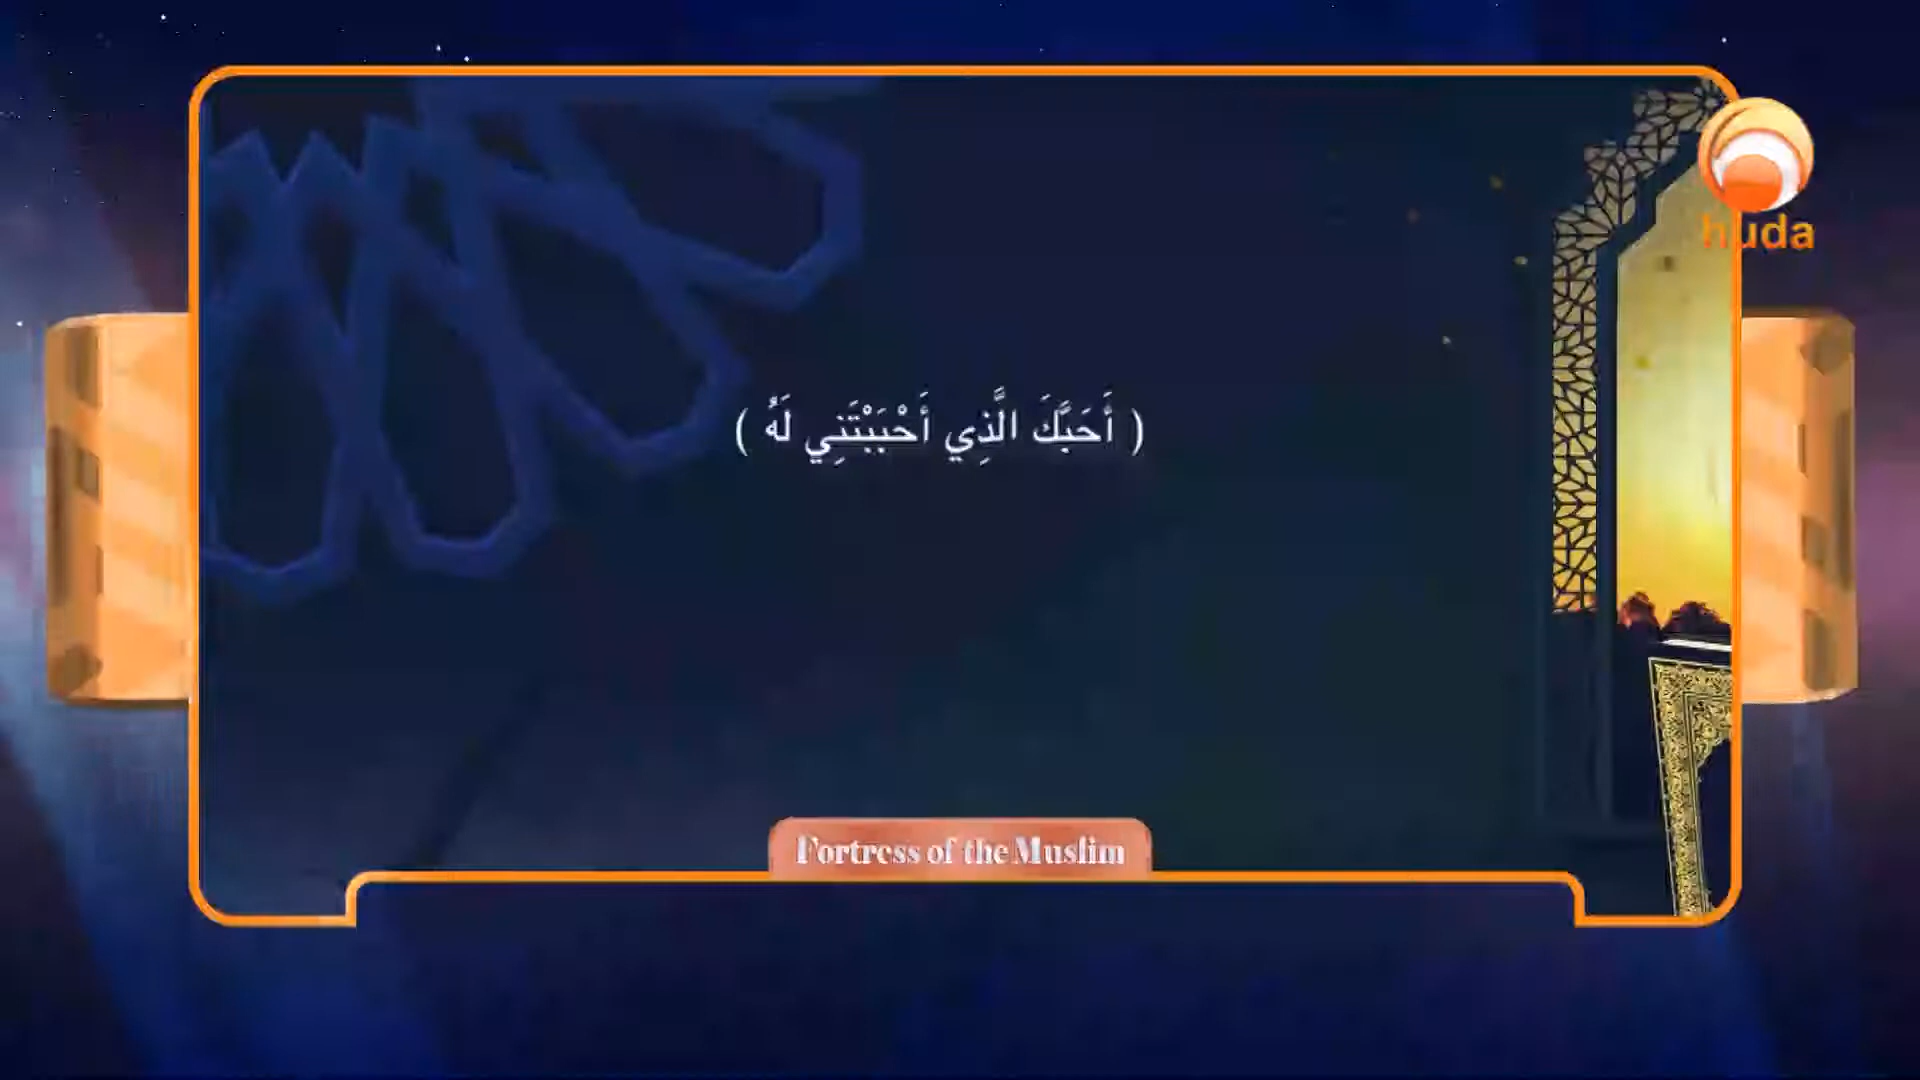 huda
( أَحَبَّكَ الَّذِي أَحْبَبْتَنِي لَهُ )
Fortress of the Muslim